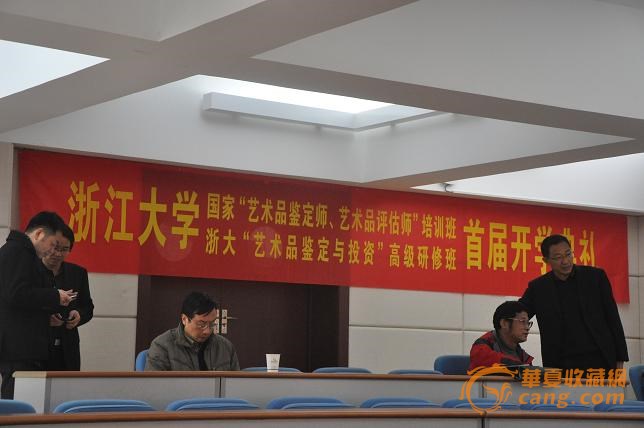 浙江大学
国家“艺术品鉴定师、艺术品评估师”培训班
浙大“艺术品鉴定与投资”高级研修班
首届开学典礼
華夏收藏網
cang.com